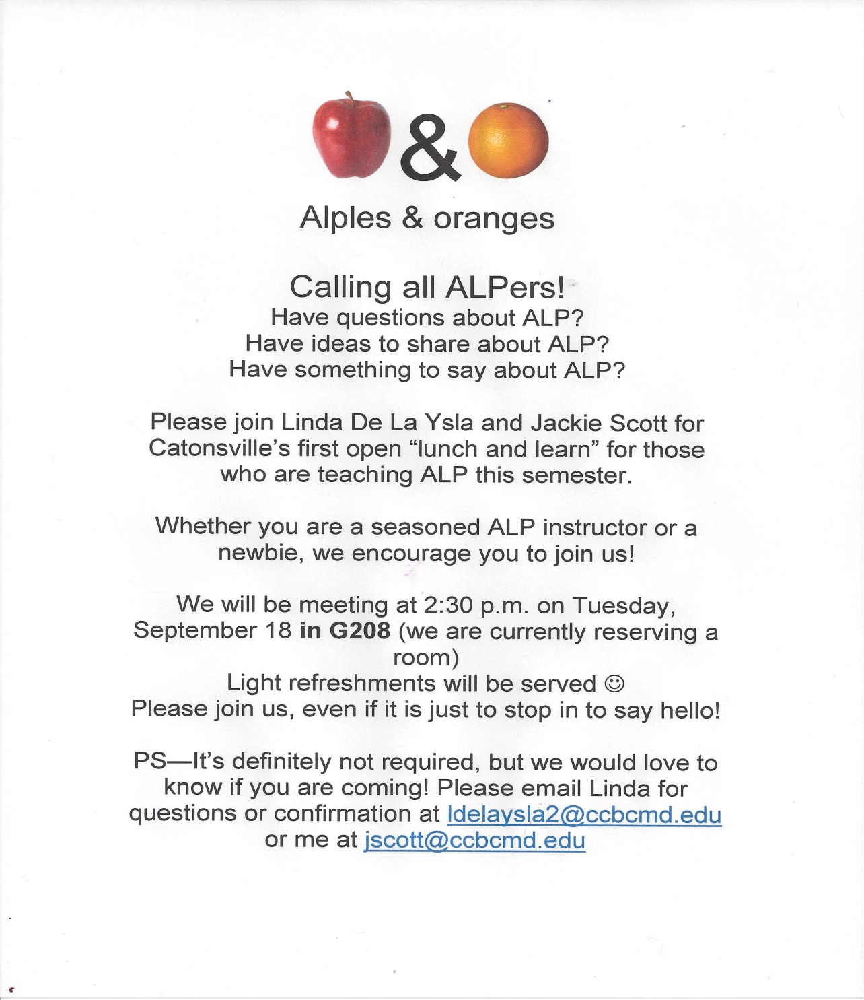 &
Alples & oranges
Calling all ALPers!
Have questions about ALP?
Have ideas to share about ALP?
Have something to say about ALP?
Please join Linda De La Ysla and Jackie Scott for
Catonsville’s first open “lunch and learn” for those
who are teaching ALP this semester.
Whether you are a seasoned ALP instructor or a
newbie, we encourage you to join us!
We will be meeting at 2:30 p.m. on Tuesday,
September 18 in G208 (we are currently reserving a
room)
Light refreshments will be served ☺
Please join us, even if it is just to stop in to say hello!
PS—It’s definitely not required, but we would love to
know if you are coming! Please email Linda for
questions or confirmation at ldelaysla2@ccbcmd.edu
or me at jscott@ccbcmd.edu